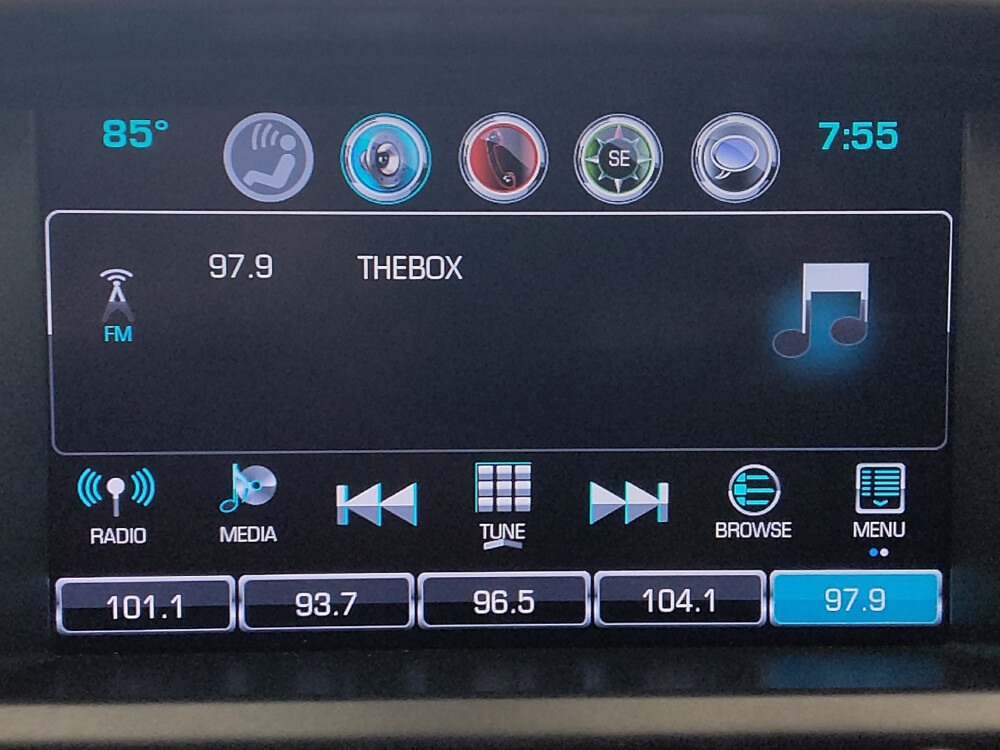 85° SE 7:55
97.9 THEBOX
FM
RADIO MEDIA TUNE BROWSE MENU
101.1 93.7 96.5 104.1 97.9